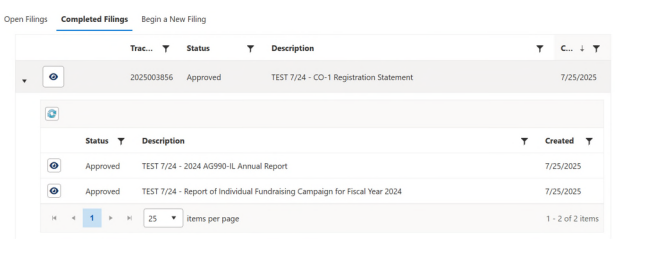 Open Filings Completed Filings Begin a New Filing
Trac... Status Description C... ↓
2025003856 Approved TEST 7/24 - CO-1 Registration Statement 7/25/2025
Status Description Created
Approved TEST 7/24 - 2024 AG990-IL Annual Report 7/25/2025
Approved TEST 7/24 - Report of Individual Fundraising Campaign for Fiscal Year 2024 7/25/2025
1 25 items per page 1 - 2 of 2 items